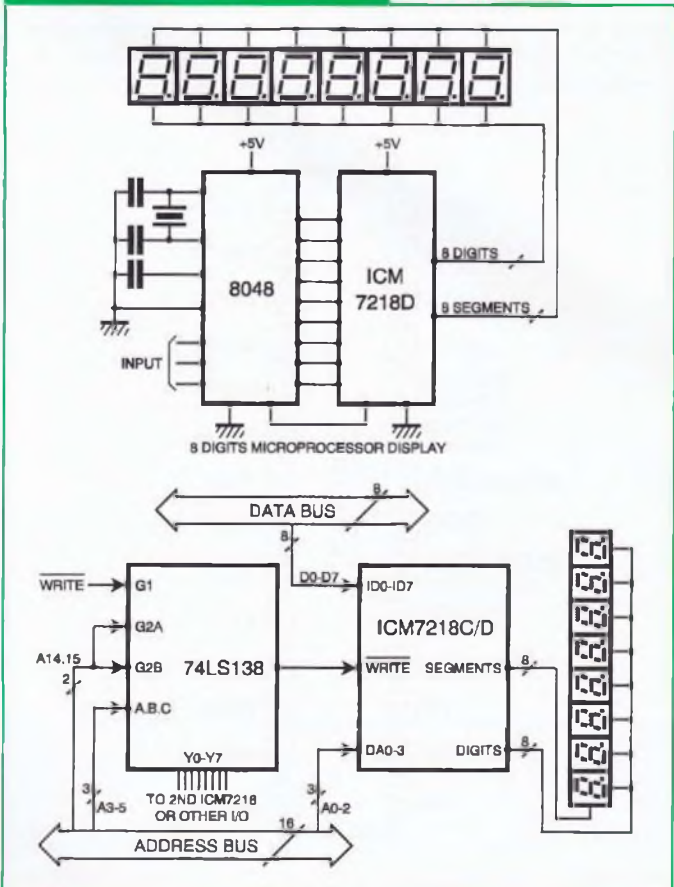 +5V
+5V
8048
ICM
7218D
8 DIGITS
8 SEGMENTS
INPUT
8 DIGITS MICROPROCESSOR DISPLAY
8
DATA BUS
8
D0-D7
WRITE
G1
ID0-ID7
G2A
ICM7218C/D
A14.15
G2B
74LS138
WRITE
SEGMENTS
8
2
A.B.C
Y0-Y7
DA0-3
DIGITS
8
3
A3-5
TO 2ND ICM7218
OR OTHER I/O
3
A0-2
16
ADDRESS BUS